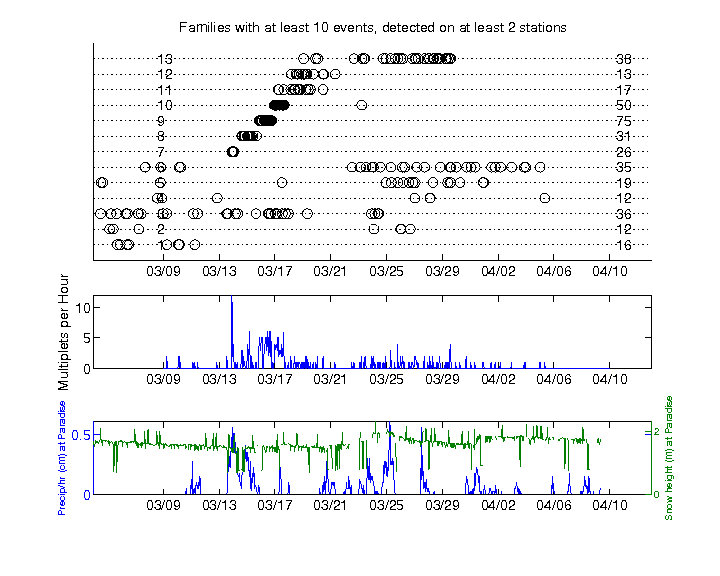 Families with at least 10 events, detected on at least 2 stations
13 36
12 13
11 17
10 50
9 75
8 31
7 26
6 35
5 19
4 12
3 36
2 12
1 16
03/09 03/13 03/17 03/21 03/25 03/29 04/02 04/06 04/10
Multiplets per Hour
10
5
0
03/09 03/13 03/17 03/21 03/25 03/29 04/02 04/06 04/10
Precip/hr (cm) at Paradise
0.5
0
2
0
Snow height (m) at Paradise
03/09 03/13 03/17 03/21 03/25 03/29 04/02 04/06 04/10